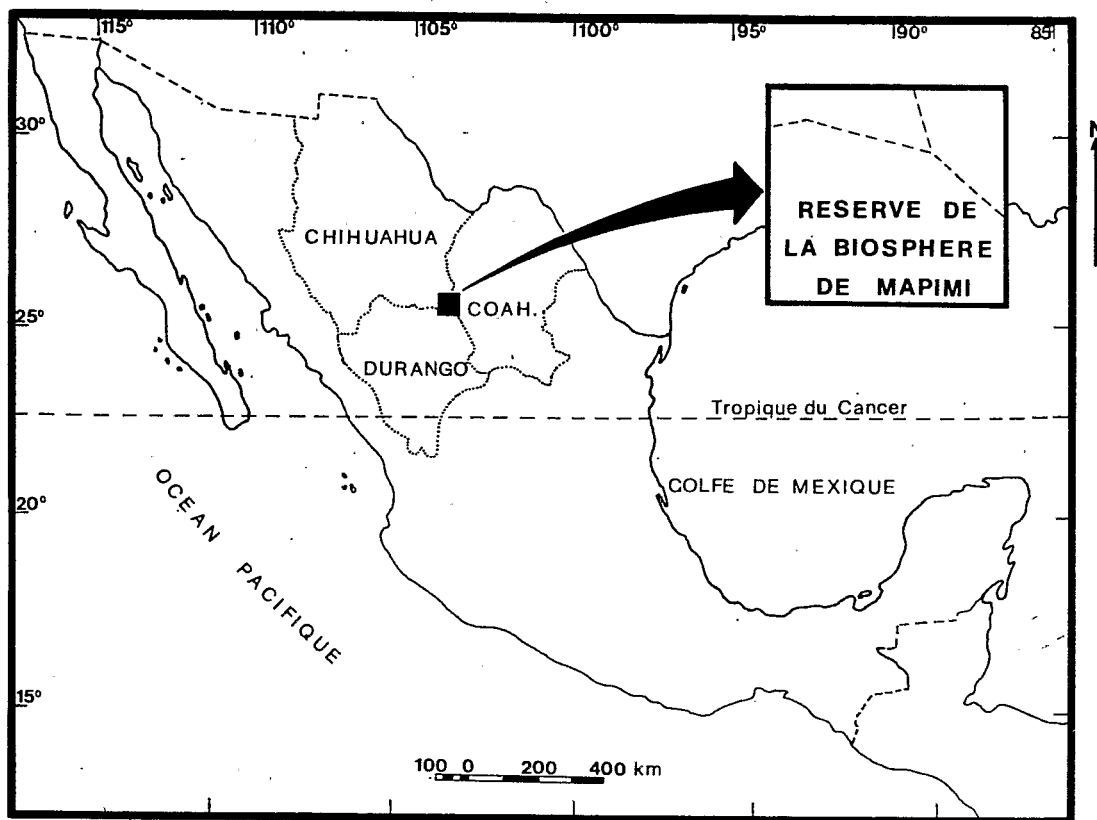 115° 110° 105° 100° 95° 90° 85°
N
30°
RESERVE DE
LA BIOSPHERE
DE MAPIMI
CHIHUAHUA
25°
COAH.
DURANGO
Tropique du Cancer
GOLFE DE MEXIQUE
20°
OCEAN PACIFIQUE
15°
100 0 200 400 km